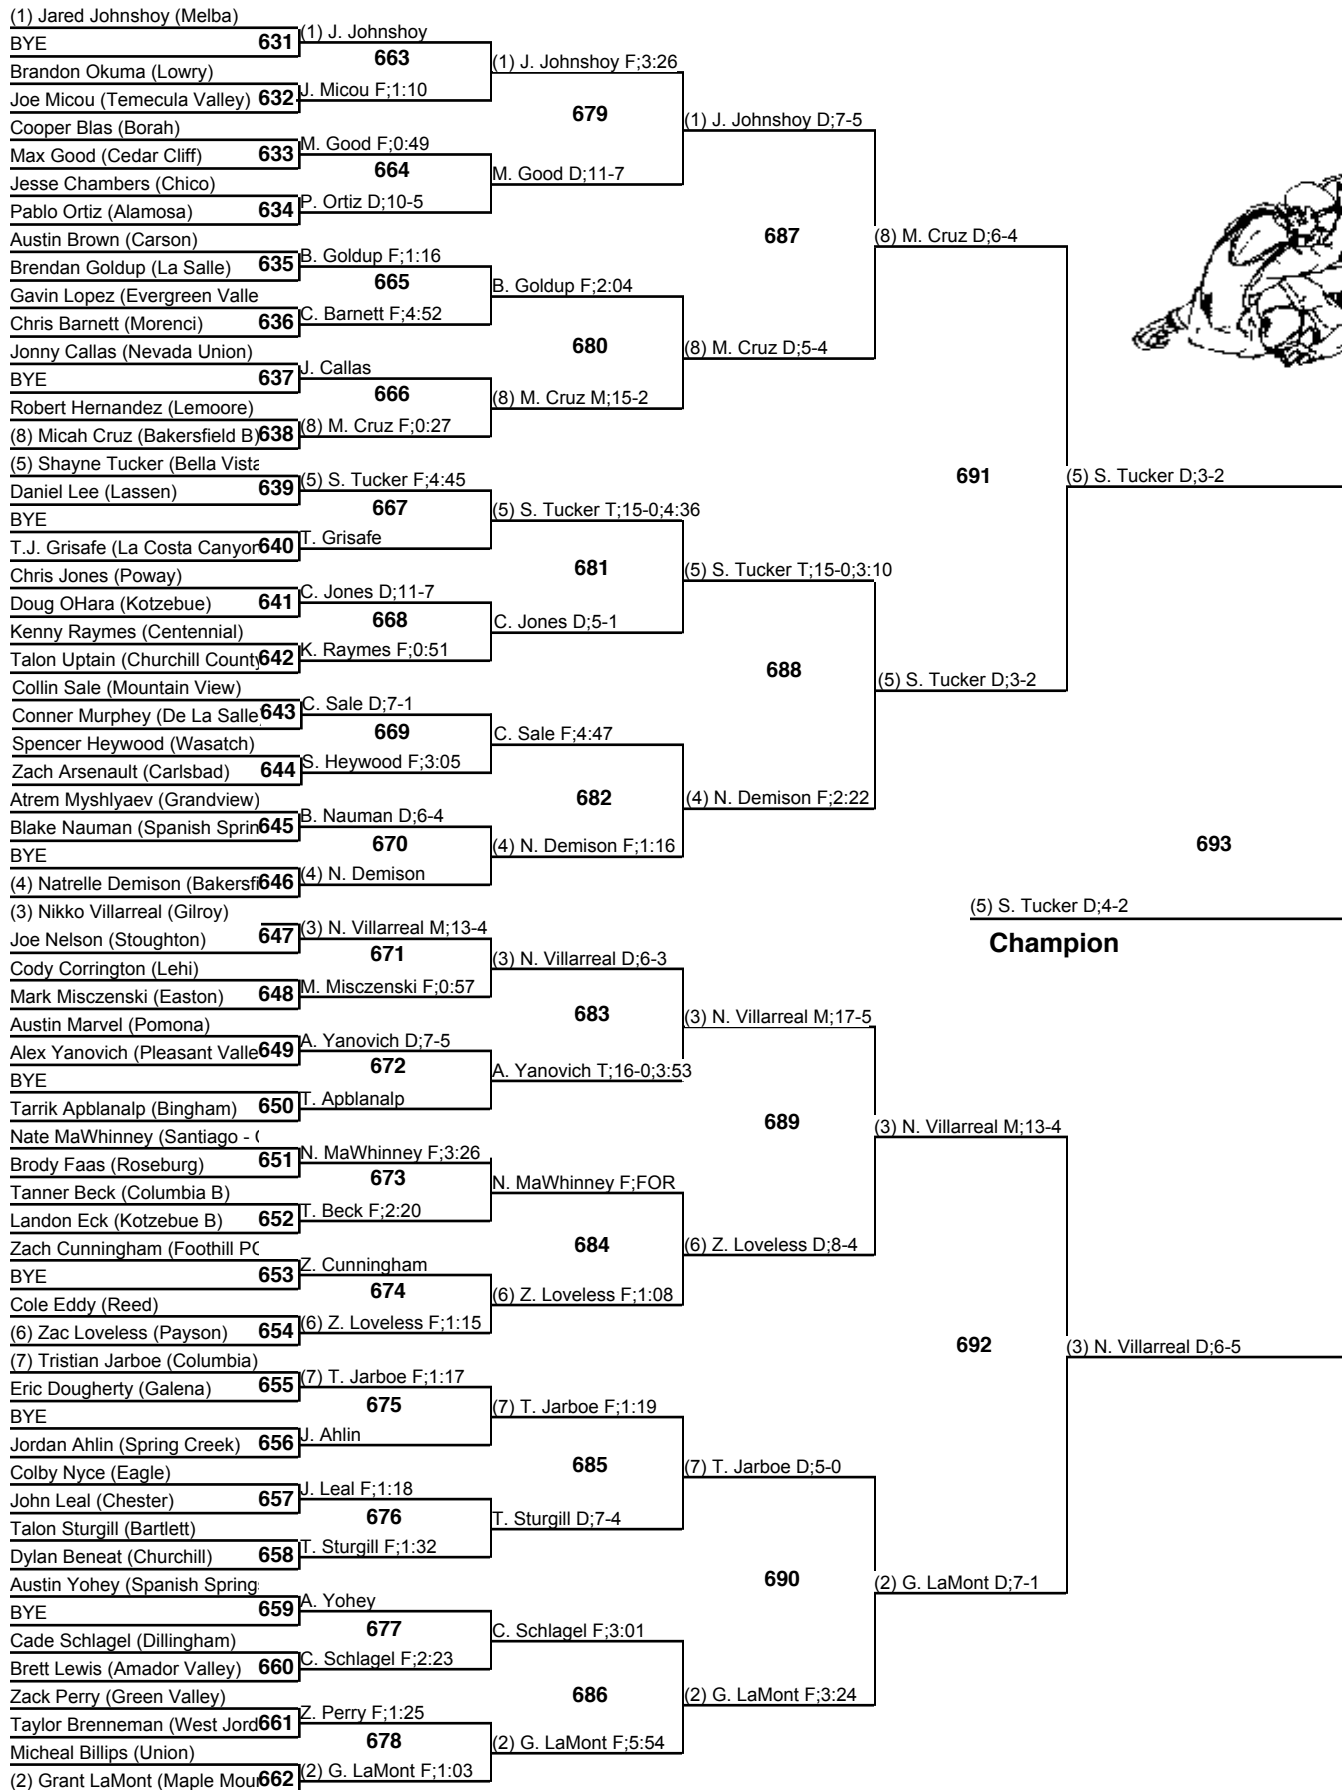 (1) Jared Johnshoy (Melba)
BYE
631
Brandon Okuma (Lowry)
Joe Micou (Temecula Valley)
632
Cooper Blas (Borah)
Max Good (Cedar Cliff)
633
Jesse Chambers (Chico)
Pablo Ortiz (Alamosa)
634
Austin Brown (Carson)
Brendan Goldup (La Salle)
635
Gavin Lopez (Evergreen Valle
Chris Barnett (Morenci)
636
Jonny Callas (Nevada Union)
BYE
637
Robert Hernandez (Lemoore)
(8) Micah Cruz (Bakersfield B)
638
(5) Shayne Tucker (Bella Vista
Daniel Lee (Lassen)
639
BYE
T.J. Grisafe (La Costa Canyon
640
Chris Jones (Poway)
Doug OHara (Kotzebue)
641
Kenny Raymes (Centennial)
Talon Uptain (Churchill County
642
Collin Sale (Mountain View)
Conner Murphey (De La Salle
643
Spencer Heywood (Wasatch)
Zach Arsenault (Carlsbad)
644
Atrem Myshlyaev (Grandview)
Blake Nauman (Spanish Sprin
645
BYE
(4) Natrelle Demison (Bakersfi
646
(3) Nikko Villarreal (Gilroy)
Joe Nelson (Stoughton)
647
Cody Corrington (Lehi)
Mark Misczenski (Easton)
648
Austin Marvel (Pomona)
Alex Yanovich (Pleasant Valle
649
BYE
Tarrik Apblanalp (Bingham)
650
Nate MaWhinney (Santiago - C
Brody Faas (Roseburg)
651
Tanner Beck (Columbia B)
Landon Eck (Kotzebue B)
652
Zach Cunningham (Foothill PC
BYE
653
Cole Eddy (Reed)
(6) Zac Loveless (Payson)
654
(7) Tristian Jarboe (Columbia)
Eric Dougherty (Galena)
655
BYE
Jordan Ahlin (Spring Creek)
656
Colby Nyce (Eagle)
John Leal (Chester)
657
Talon Sturgill (Bartlett)
Dylan Beneat (Churchill)
658
Austin Yohey (Spanish Spring
BYE
659
Cade Schlagel (Dillingham)
Brett Lewis (Amador Valley)
660
Zack Perry (Green Valley)
Taylor Brenneman (West Jord
661
Micheal Billips (Union)
(2) Grant LaMont (Maple Moun
662
(1) J. Johnshoy
663
J. Micou F;1:10
M. Good F;0:49
664
P. Ortiz D;10-5
B. Goldup F;1:16
665
C. Barnett F;4:52
J. Callas
666
(8) M. Cruz F;0:27
(5) S. Tucker F;4:45
667
T. Grisafe
C. Jones D;11-7
668
K. Raymes F;0:51
C. Sale D;7-1
669
S. Heywood F;3:05
B. Nauman D;6-4
670
(4) N. Demison
(3) N. Villarreal M;13-4
671
M. Misczenski F;0:57
A. Yanovich D;7-5
672
T. Apblanalp
N. MaWhinney F;3:26
673
T. Beck F;2:20
Z. Cunningham
674
(6) Z. Loveless F;1:15
(7) T. Jarboe F;1:17
675
J. Ahlin
J. Leal F;1:18
676
T. Sturgill F;1:32
A. Yohey
677
C. Schlagel F;2:23
Z. Perry F;1:25
678
(2) G. LaMont F;1:03
(1) J. Johnshoy F;3:26
679
M. Good D;11-7
B. Goldup F;2:04
680
(8) M. Cruz M;15-2
(5) S. Tucker T;15-0;4:36
681
C. Jones D;5-1
C. Sale F;4:47
682
(4) N. Demison F;1:16
(3) N. Villarreal D;6-3
683
A. Yanovich T;16-0;3:53
N. MaWhinney F;FOR
684
(6) Z. Loveless F;1:08
(7) T. Jarboe F;1:19
685
T. Sturgill D;7-4
C. Schlagel F;3:01
686
(2) G. LaMont F;5:54
(1) J. Johnshoy D;7-5
687
(8) M. Cruz D;5-4
(5) S. Tucker T;15-0;3:10
688
(4) N. Demison F;2:22
(3) N. Villarreal M;17-5
689
(6) Z. Loveless D;8-4
(7) T. Jarboe D;5-0
690
(2) G. LaMont F;3:24
(8) M. Cruz D;6-4
691
(5) S. Tucker D;3-2
(3) N. Villarreal M;13-4
692
(2) G. LaMont D;7-1
(5) S. Tucker D;3-2
693
(3) N. Villarreal D;6-5
(5) S. Tucker D;4-2
Champion